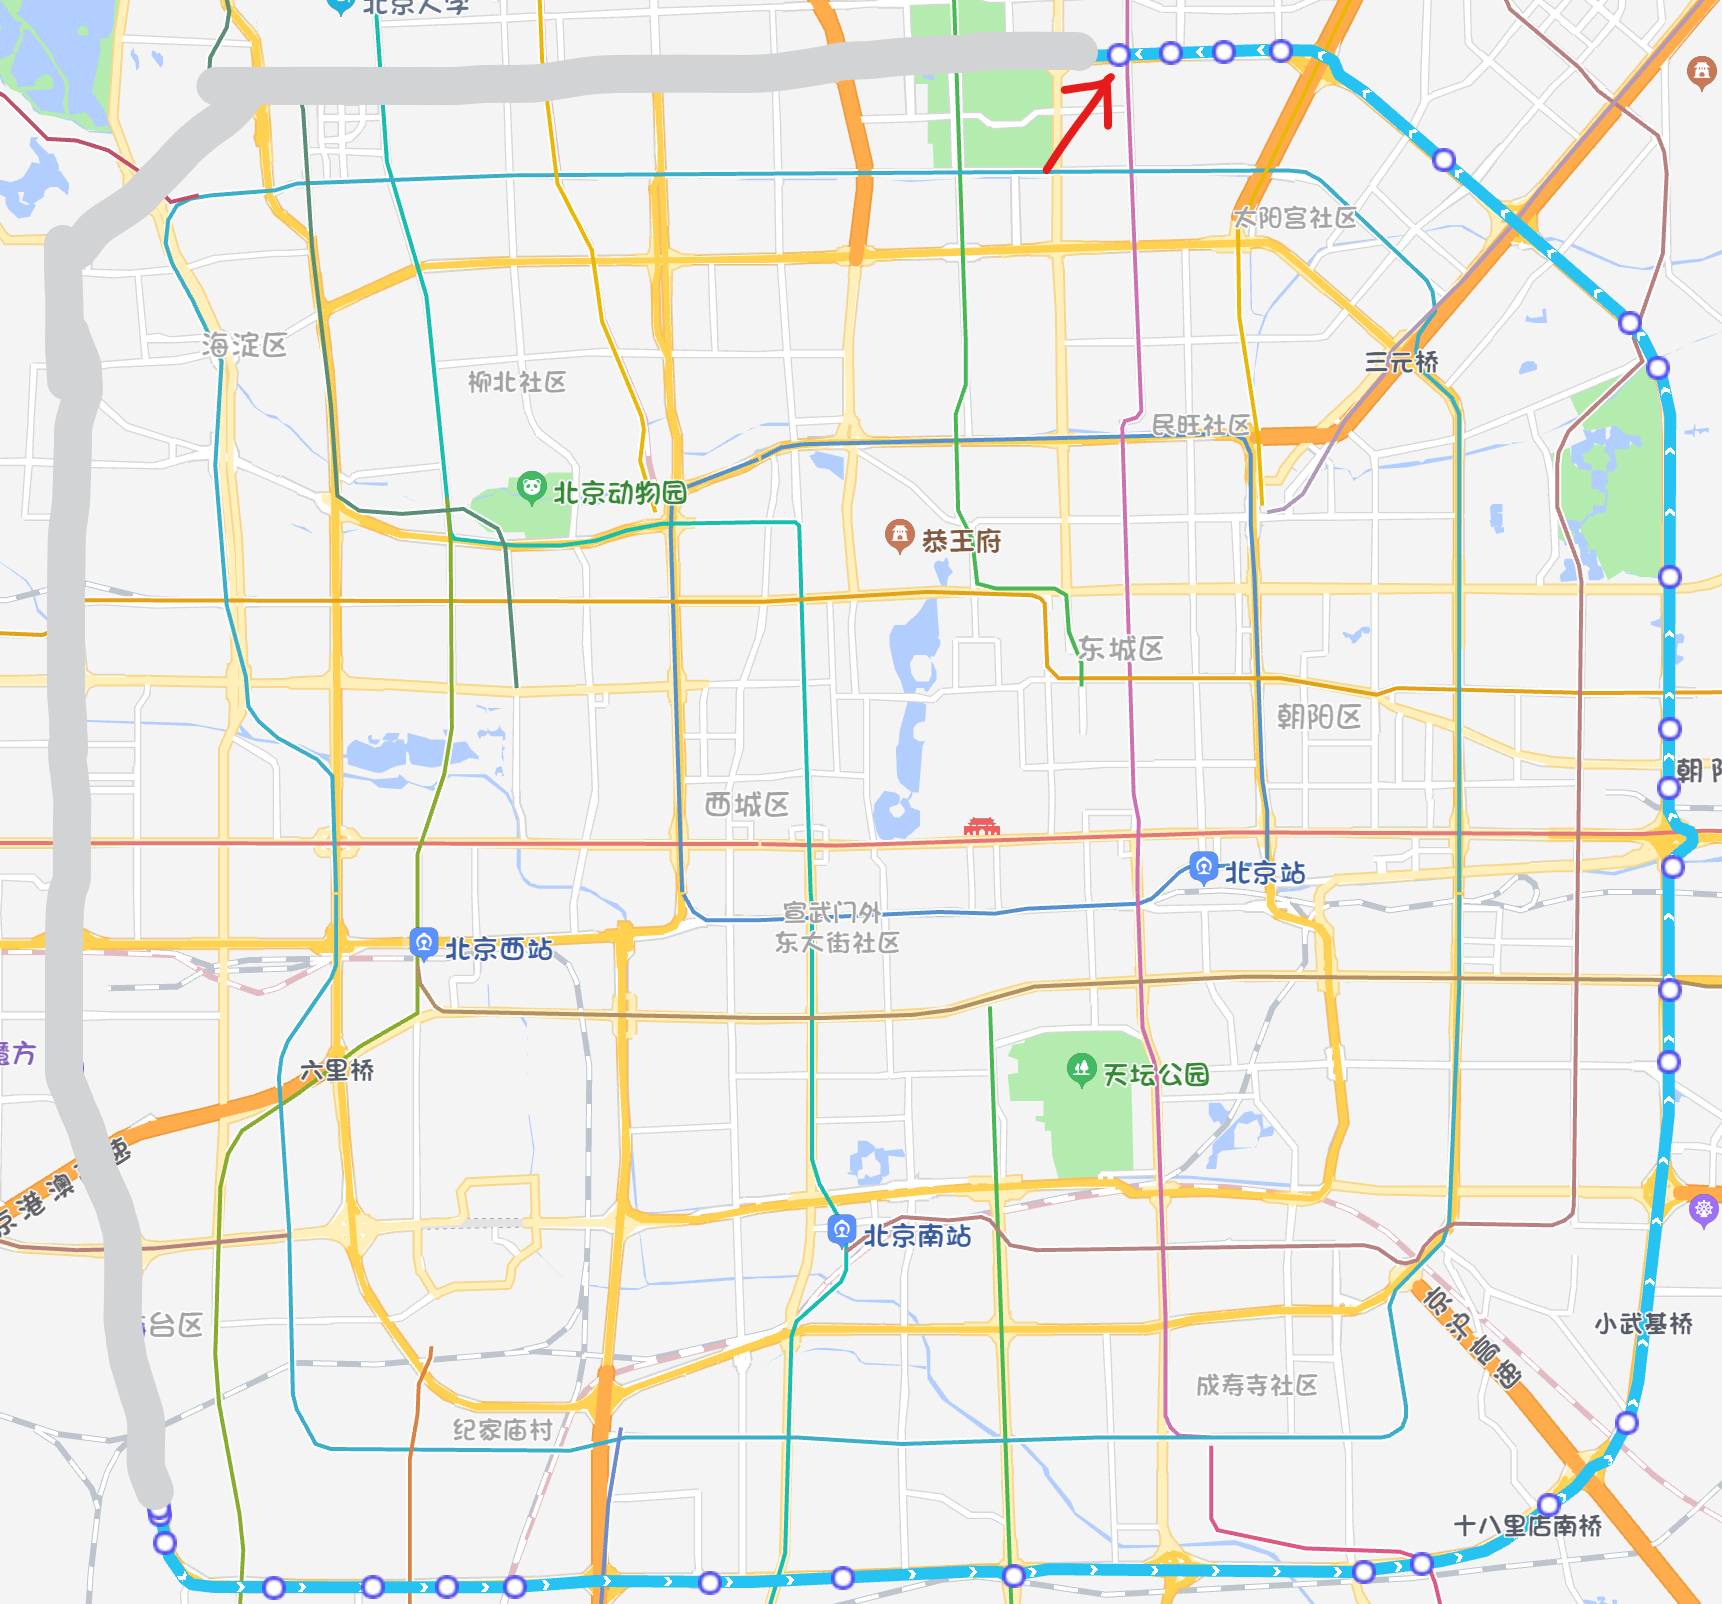 北京大学
太阳宫社区
海淀区
三元桥
柳北社区
民旺社区
北京动物园
恭王府
东城区
朝阳区
西城区
北京站
宣武门外
东大街社区
北京西站
六里桥
天坛公园
魔方
京港澳
速
北京南站
台区
京沪高速
小武基桥
成寿寺社区
纪家庙村
十八里店南桥